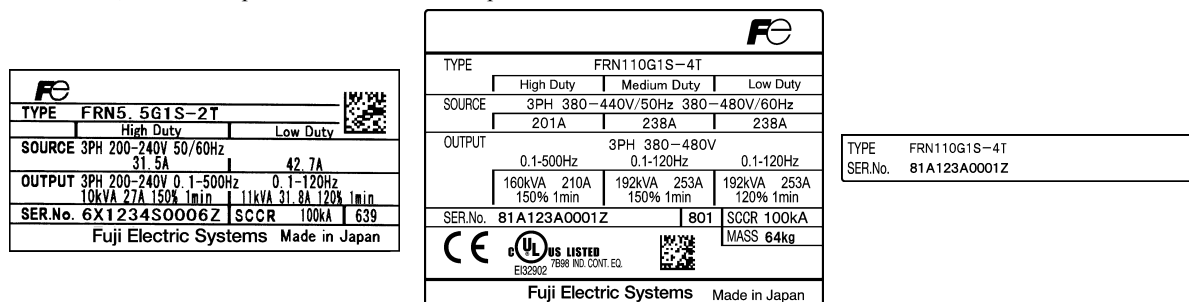 Fe
TYPE FRN5. 5G1S-2T
High Duty Low Duty
SOURCE 3PH 200-240V 50/60Hz
31.5A 42.7A
OUTPUT 3PH 200-240V 0.1-500Hz 0.1-120Hz
10kVA 27A 150% 1min 11kVA 31.8A 120% 1min
SER.No. 6X1234S0006Z SCCR 100kA 639
Fuji Electric Systems Made in Japan
Fe
TYPE FRN110G1S-4T
High Duty Medium Duty Low Duty
SOURCE 3PH 380-440V/50Hz 380-480V/60Hz
201A 238A 238A
OUTPUT 3PH 380-480V
0.1-500Hz 0.1-120Hz 0.1-120Hz
160kVA 210A 192kVA 253A 192kVA 253A
150% 1min 150% 1min 120% 1min
SER.No. 81A123A0001Z 801 SCCR 100kA
MASS 64kg
CE c UL US LISTED
EI32902 7B98 IND. CONT. EQ.
Fuji Electric Systems Made in Japan
TYPE FRN110G1S-4T
SER.No. 81A123A0001Z